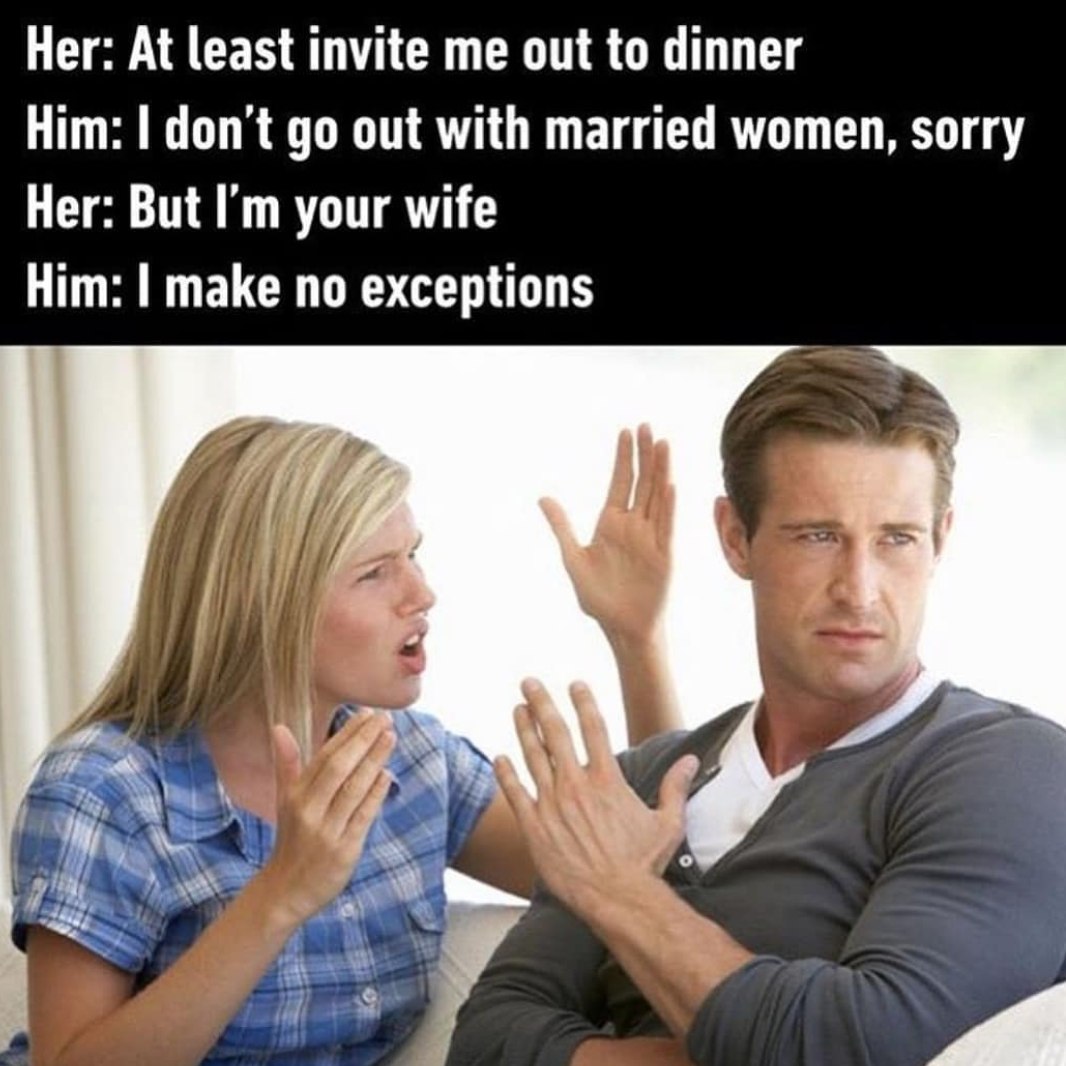 Her: At least invite me out to dinner
Him: I don't go out with married women, sorry
Her: But I'm your wife
Him: I make no exceptions